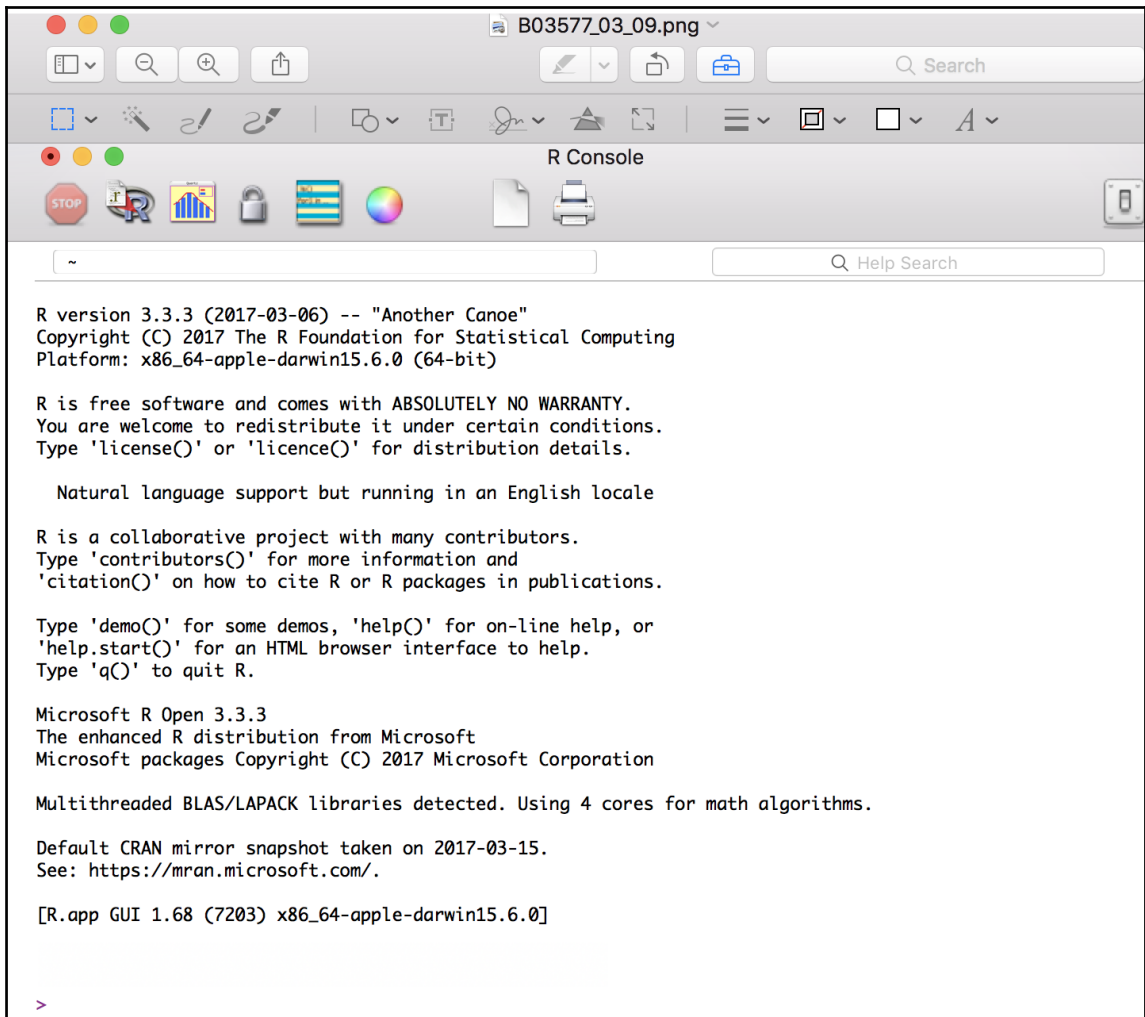 B03577_03_09.png
Search
R Console
STOP
~
Help Search
R version 3.3.3 (2017-03-06) -- "Another Canoe"
Copyright (C) 2017 The R Foundation for Statistical Computing
Platform: x86_64-apple-darwin15.6.0 (64-bit)
R is free software and comes with ABSOLUTELY NO WARRANTY.
You are welcome to redistribute it under certain conditions.
Type 'license()' or 'licence()' for distribution details.
Natural language support but running in an English locale
R is a collaborative project with many contributors.
Type 'contributors()' for more information and
'citation()' on how to cite R or R packages in publications.
Type 'demo()' for some demos, 'help()' for on-line help, or
'help.start()' for an HTML browser interface to help.
Type 'q()' to quit R.
Microsoft R Open 3.3.3
The enhanced R distribution from Microsoft
Microsoft packages Copyright (C) 2017 Microsoft Corporation
Multithreaded BLAS/LAPACK libraries detected. Using 4 cores for math algorithms.
Default CRAN mirror snapshot taken on 2017-03-15.
See: https://mran.microsoft.com/.
[R.app GUI 1.68 (7203) x86_64-apple-darwin15.6.0]
>